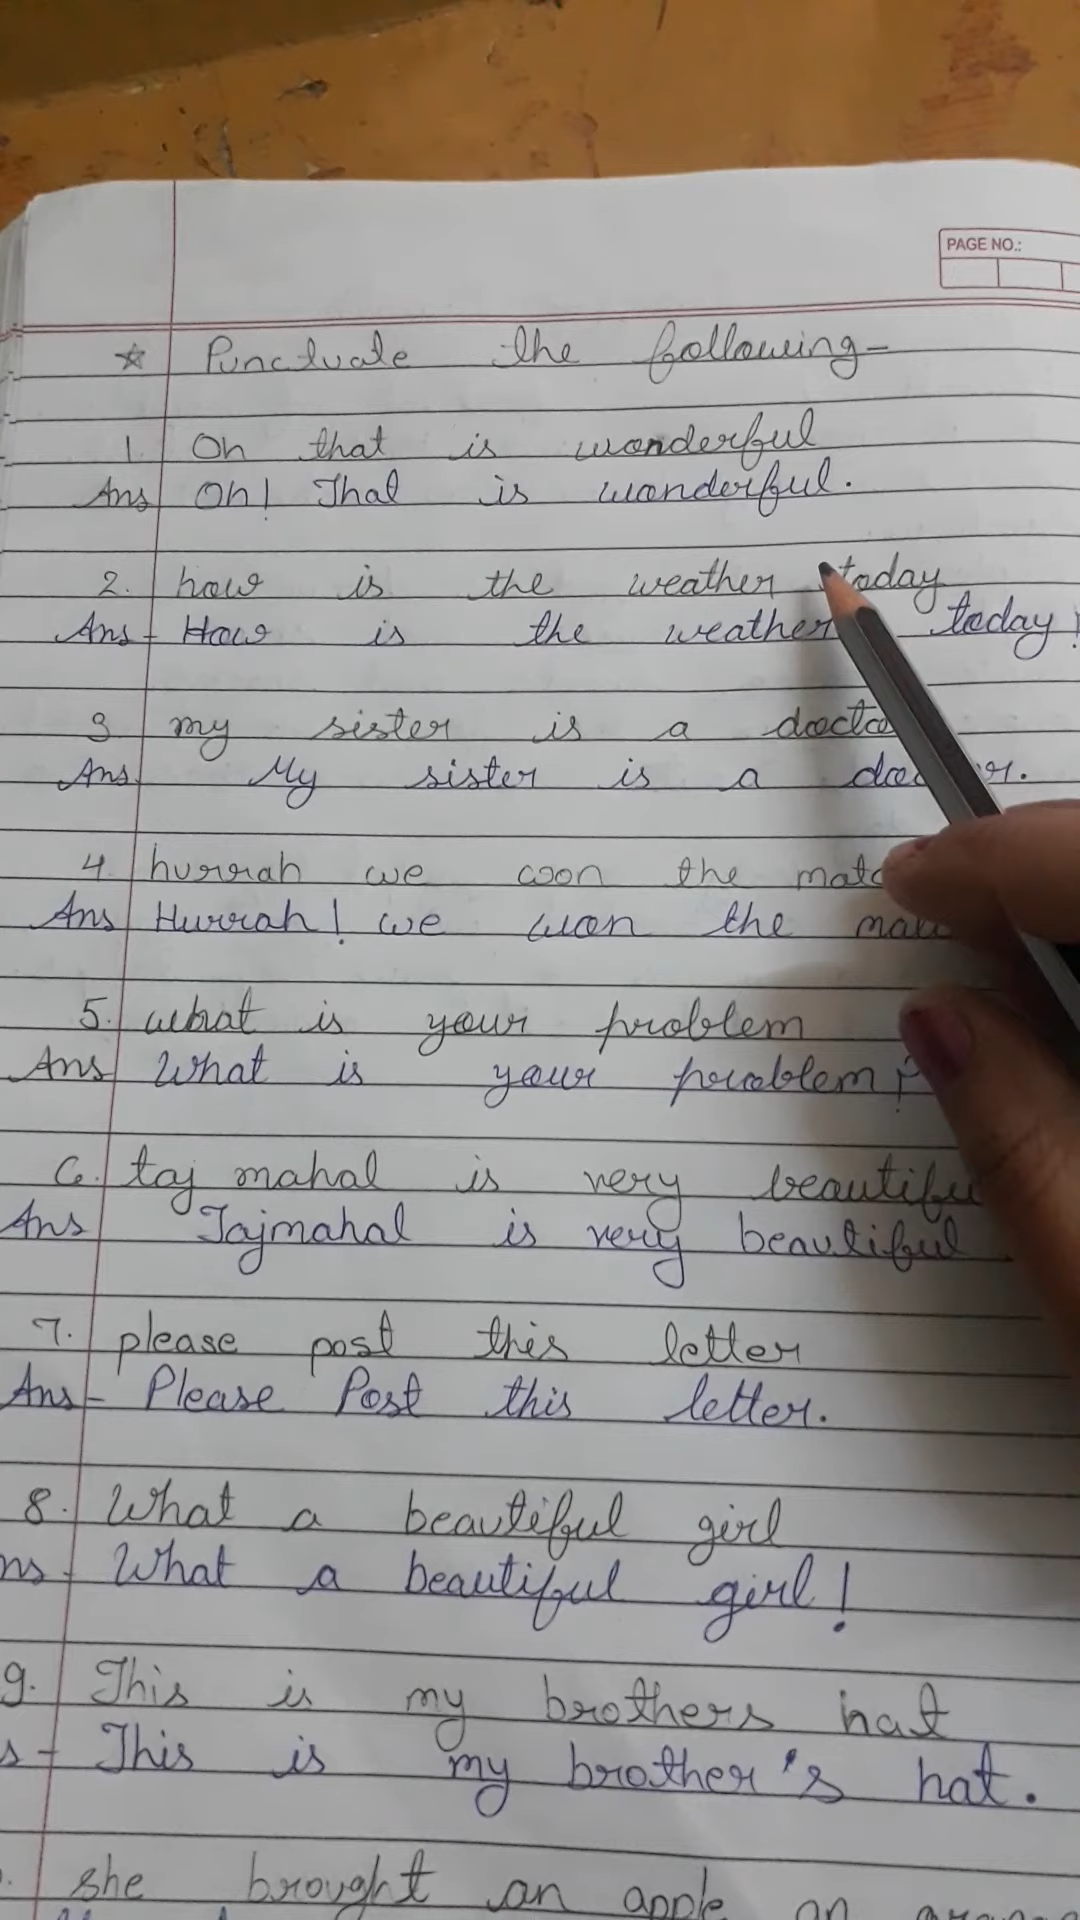 PAGE NO.:
☆ Punctuate the following-
1. Oh that is wonderful
Ans Oh! That is wonderful.
2. how is the weather today
Ans- How is the weather today
3 my sister is a
Ans. My sister is a
4. hurrah we won the
Ans Hurrah! we won the
5. what is your problem
Ans What is your problem?
6. taj mahal is very
Ans Tajmahal is very beautiful
7. please post this letter
Ans- Please Post this letter.
8. What a beautiful girl
ns- What a beautiful girl!
9. This is my brothers hat
s- This is my brother's hat.
she brought an apple an